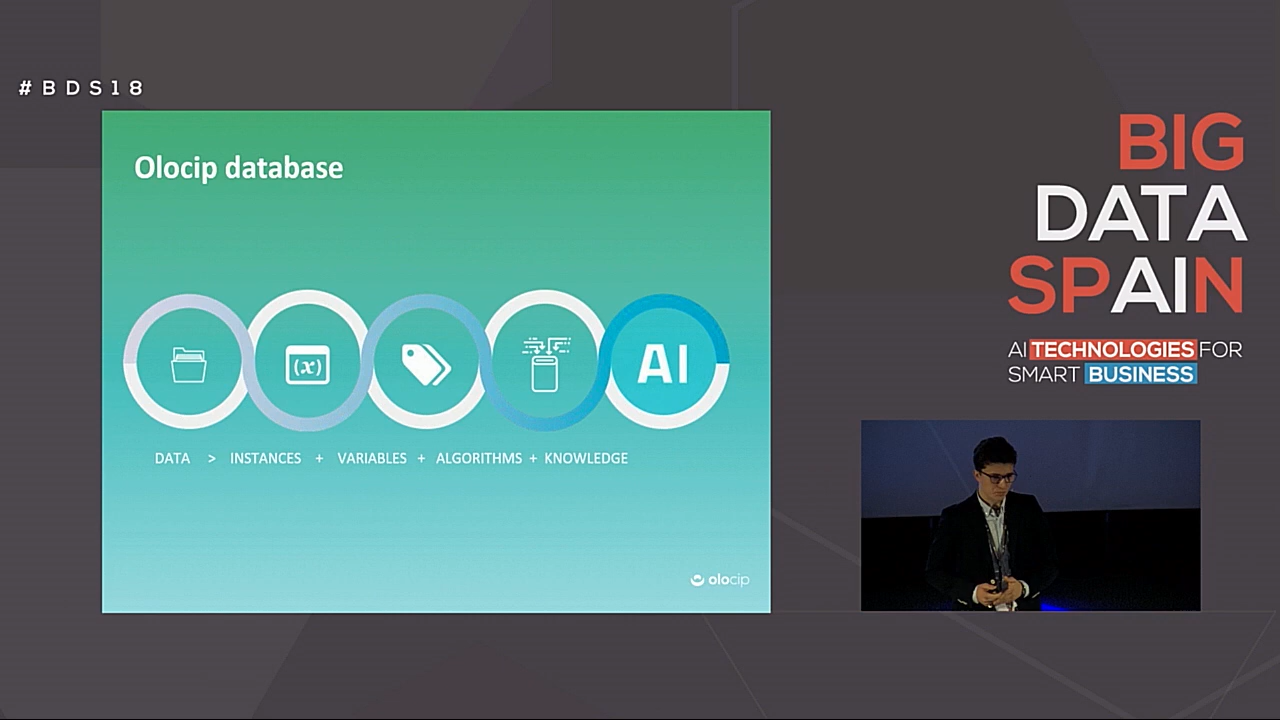 #BDS18
Olocip database
(x)
AI
DATA > INSTANCES + VARIABLES + ALGORITHMS + KNOWLEDGE
olocip
BIG
DATA
SPAIN
AI TECHNOLOGIES FOR
SMART BUSINESS